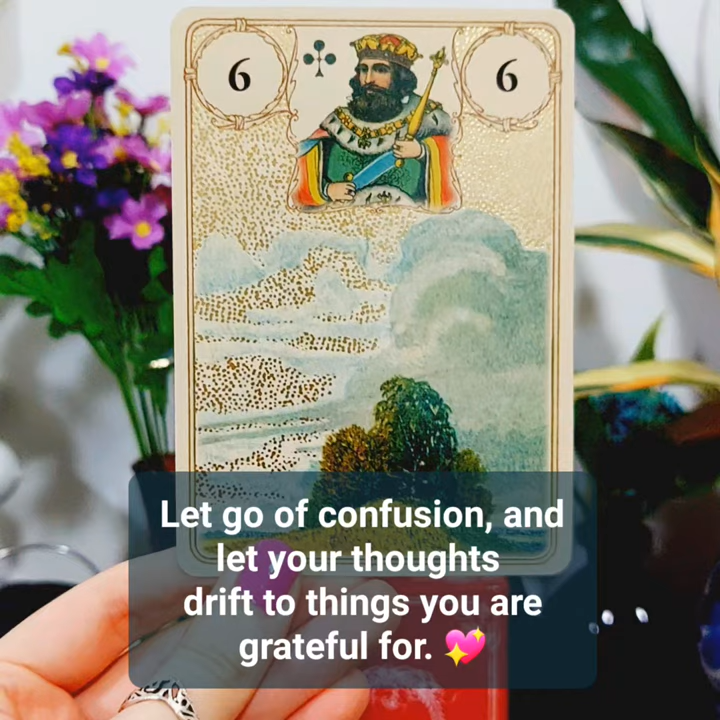 6 6
Let go of confusion, and
let your thoughts
drift to things you are
grateful for. 💖